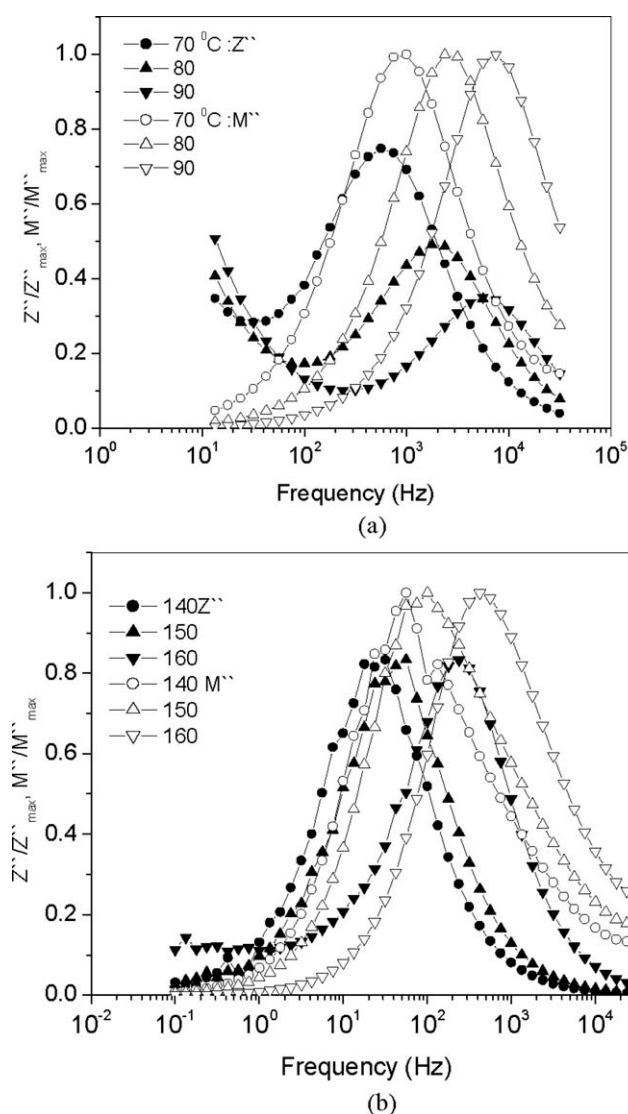 1.0
0.8
0.6
0.4
0.2
0.0
Z``/Z``max, M``/M``max
70 ⁰C :Z``
80
90
70 ⁰C :M``
80
90
10⁰ 10¹ 10² 10³ 10⁴ 10⁵
Frequency (Hz)
(a)
1.0
0.8
0.6
0.4
0.2
0.0
Z``/Z``max, M``/M``max
140Z``
150
160
140 M``
150
160
10⁻² 10⁻¹ 10⁰ 10¹ 10² 10³ 10⁴
Frequency (Hz)
(b)